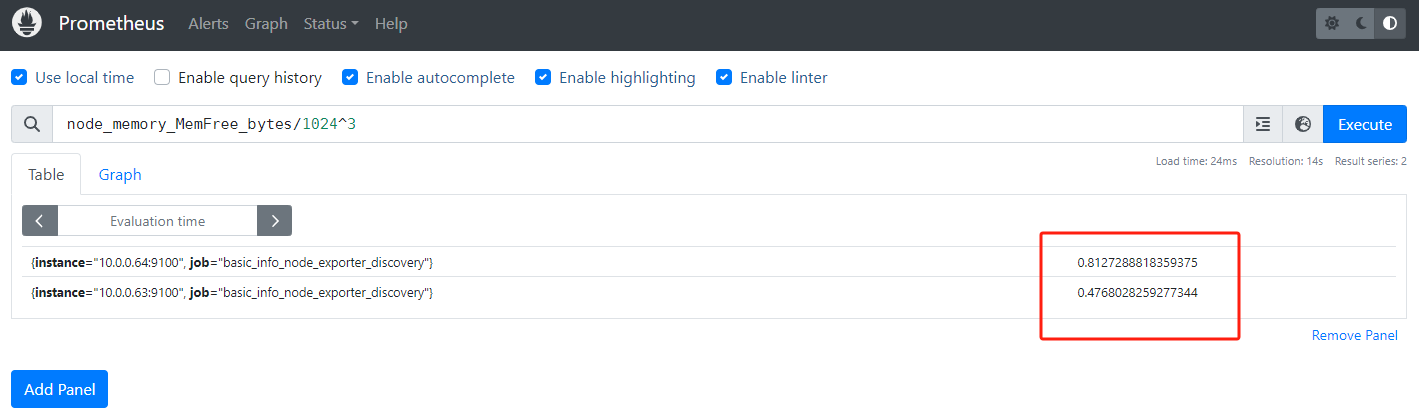 Prometheus Alerts Graph Status Help
Use local time Enable query history Enable autocomplete Enable highlighting Enable linter
node_memory_MemFree_bytes/1024^3 Execute
Load time: 24ms Resolution: 14s Result series: 2
Table Graph
Evaluation time
{instance="10.0.0.64:9100", job="basic_info_node_exporter_discovery"} 0.8127288818359375
{instance="10.0.0.63:9100", job="basic_info_node_exporter_discovery"} 0.4768028259277344
Remove Panel
Add Panel